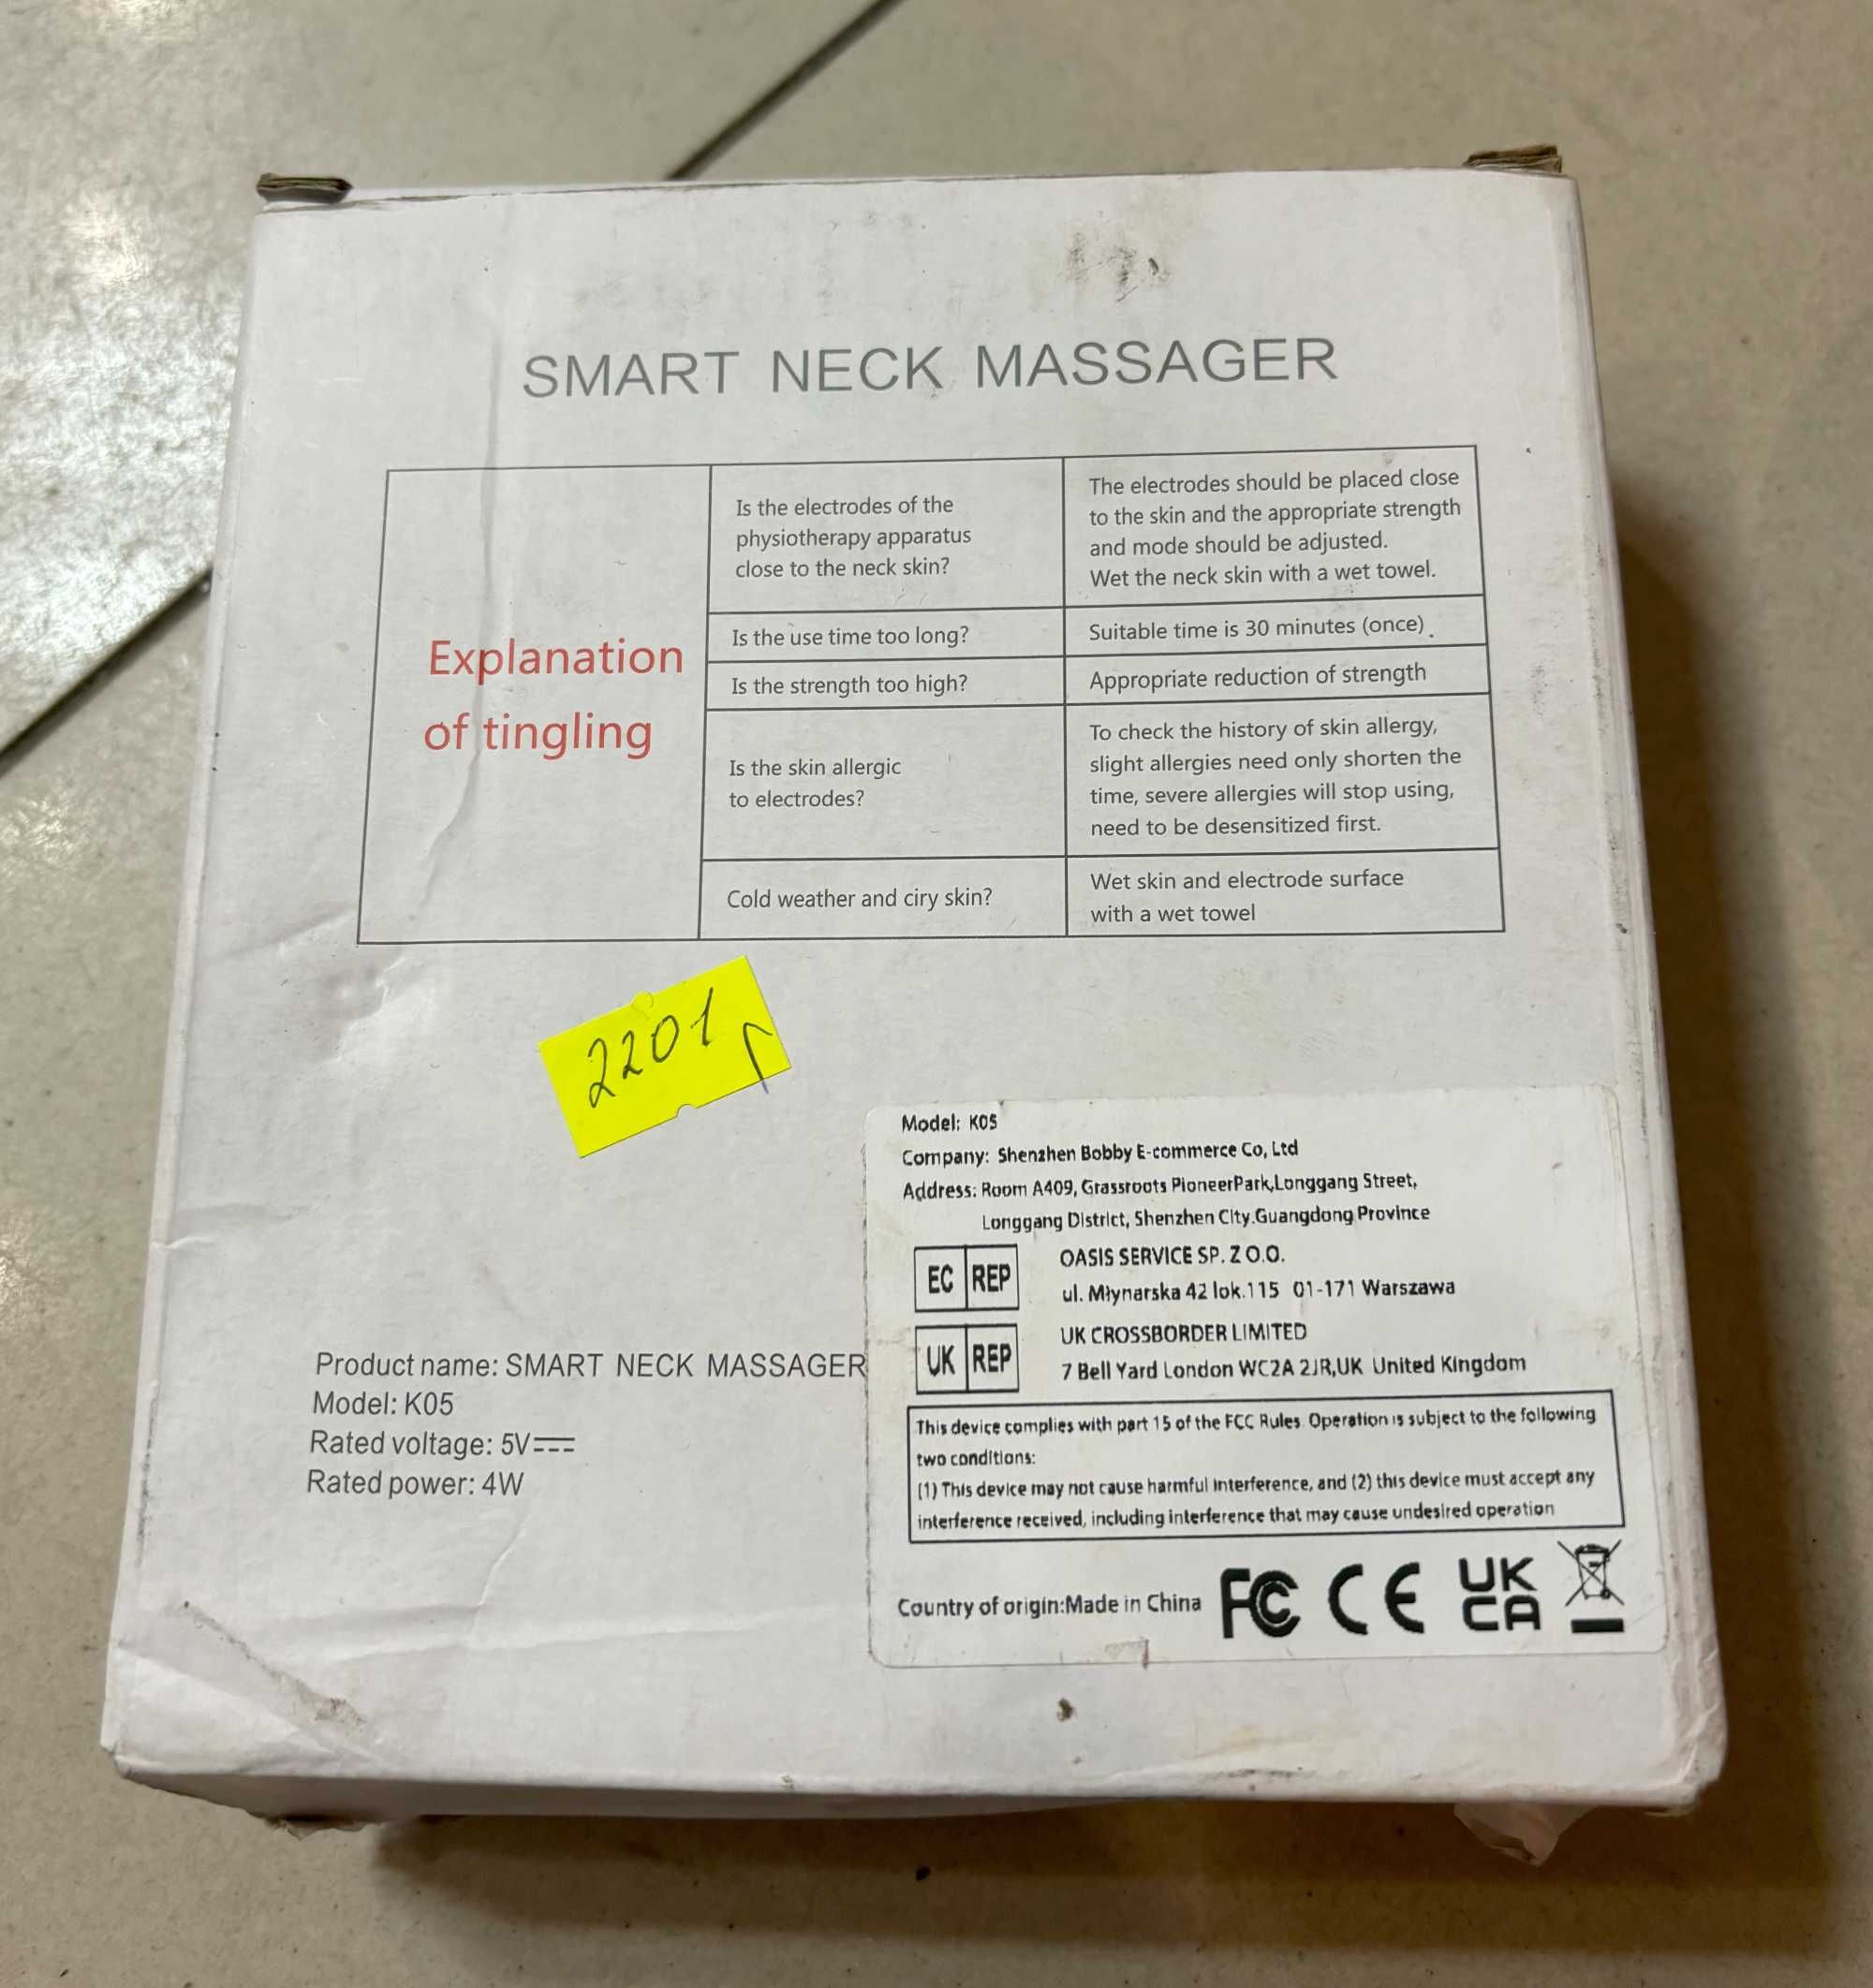 SMART NECK MASSAGER
Explanation
of tingling
Is the electrodes of the
physiotherapy apparatus
close to the neck skin?
The electrodes should be placed close
to the skin and the appropriate strength
and mode should be adjusted.
Wet the neck skin with a wet towel.
Is the use time too long?
Suitable time is 30 minutes (once) .
Is the strength too high?
Appropriate reduction of strength
Is the skin allergic
to electrodes?
To check the history of skin allergy,
slight allergies need only shorten the
time, severe allergies will stop using,
need to be desensitized first.
Cold weather and ciry skin?
Wet skin and electrode surface
with a wet towel
2201
Product name: SMART NECK MASSAGER
Model: K05
Rated voltage: 5V
Rated power: 4W
Model: K05
Company: Shenzhen Bobby E-commerce Co, Ltd
Address: Room A409, Grassroots PioneerPark,Longgang Street,
Longgang District, Shenzhen City.Guangdong Province
EC REP
OASIS SERVICE SP. Z O.O.
ul. Młynarska 42 lok.115 01-171 Warszawa
UK REP
UK CROSSBORDER LIMITED
7 Bell Yard London WC2A 2JR,UK United Kingdom
This device complies with part 15 of the FCC Rules. Operation is subject to the following
two conditions:
(1) This device may not cause harmful interference, and (2) this device must accept any
interference received, including interference that may cause undesired operation
Country of origin:Made in China
FC CE UK
CA